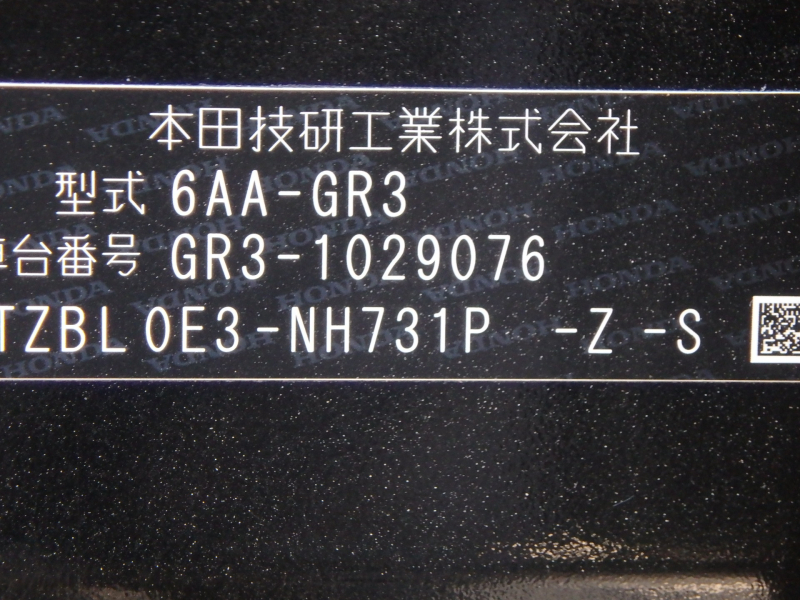 本田技研工業株式会社
型式 6AA-GR3
車台番号 GR3-1029076
TZBL0E3-NH731P -Z -S